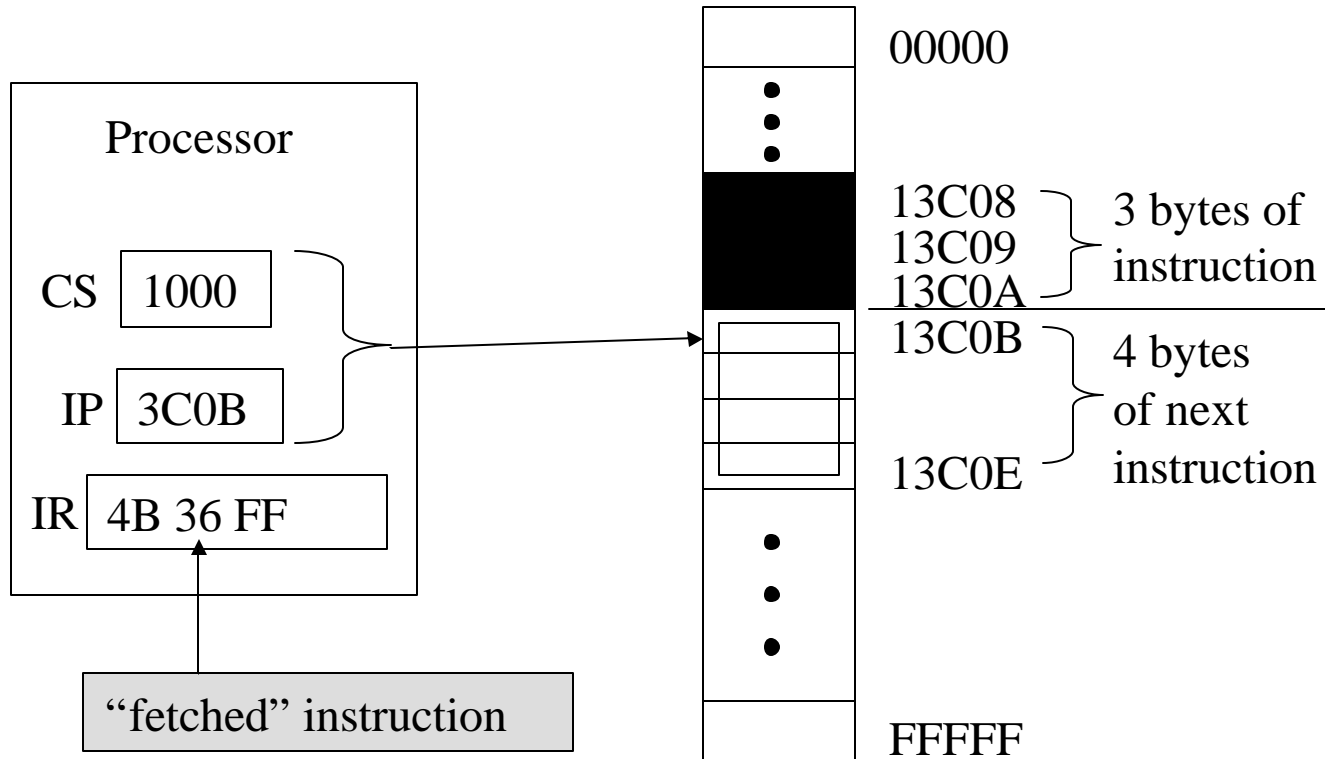 Processor
CS 1000
IP 3C0B
IR 4B 36 FF
“fetched” instruction
00000
13C08
13C09
13C0A
3 bytes of
instruction
13C0B
13C0E
4 bytes
of next
instruction
FFFFF